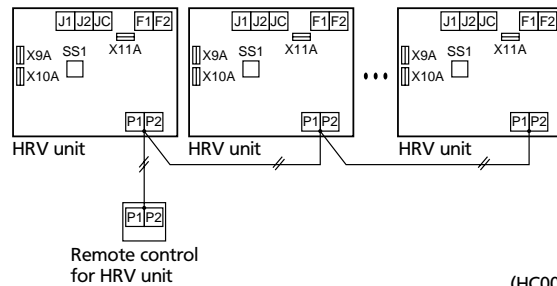 J1 J2 JC F1 F2 J1 J2 JC F1 F2 J1 J2 JC F1 F2
X9A SS1 X11A X9A SS1 X11A X9A SS1 X11A
X10A X10A X10A
P1 P2 P1 P2 P1 P2
HRV unit HRV unit HRV unit
P1 P2
Remote control
for HRV unit